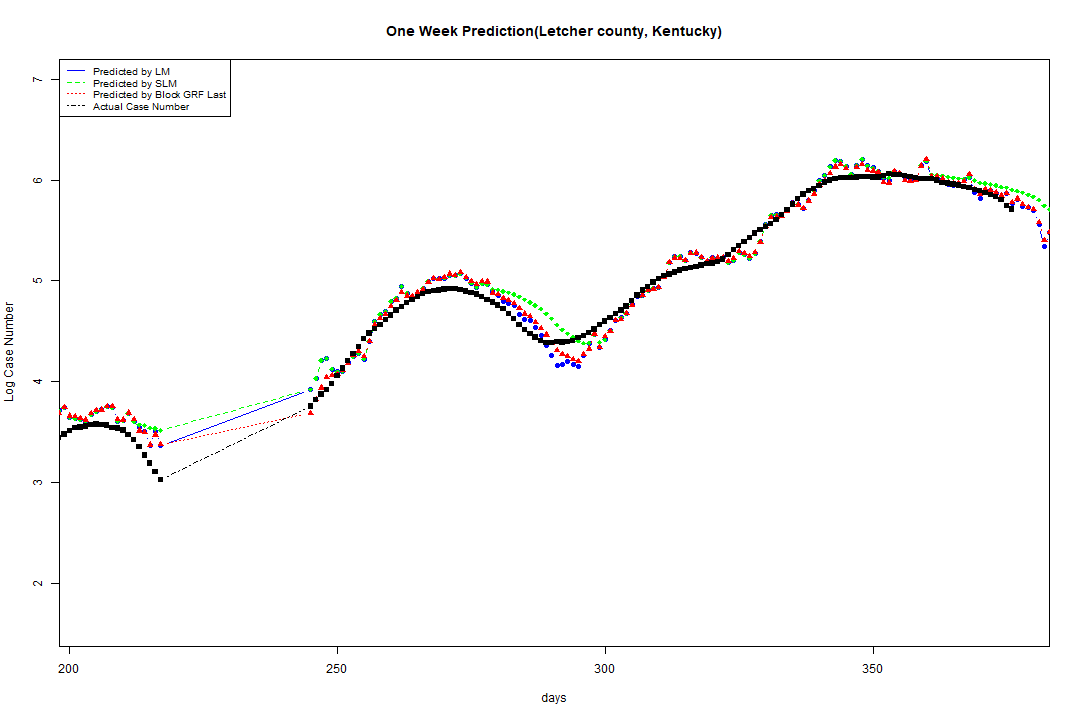 One Week Prediction(Letcher county, Kentucky)
Predicted by LM
Predicted by SLM
Predicted by Block GRF Last
Actual Case Number
7
6
5
4
3
2
Log Case Number
200 250 300 350
days